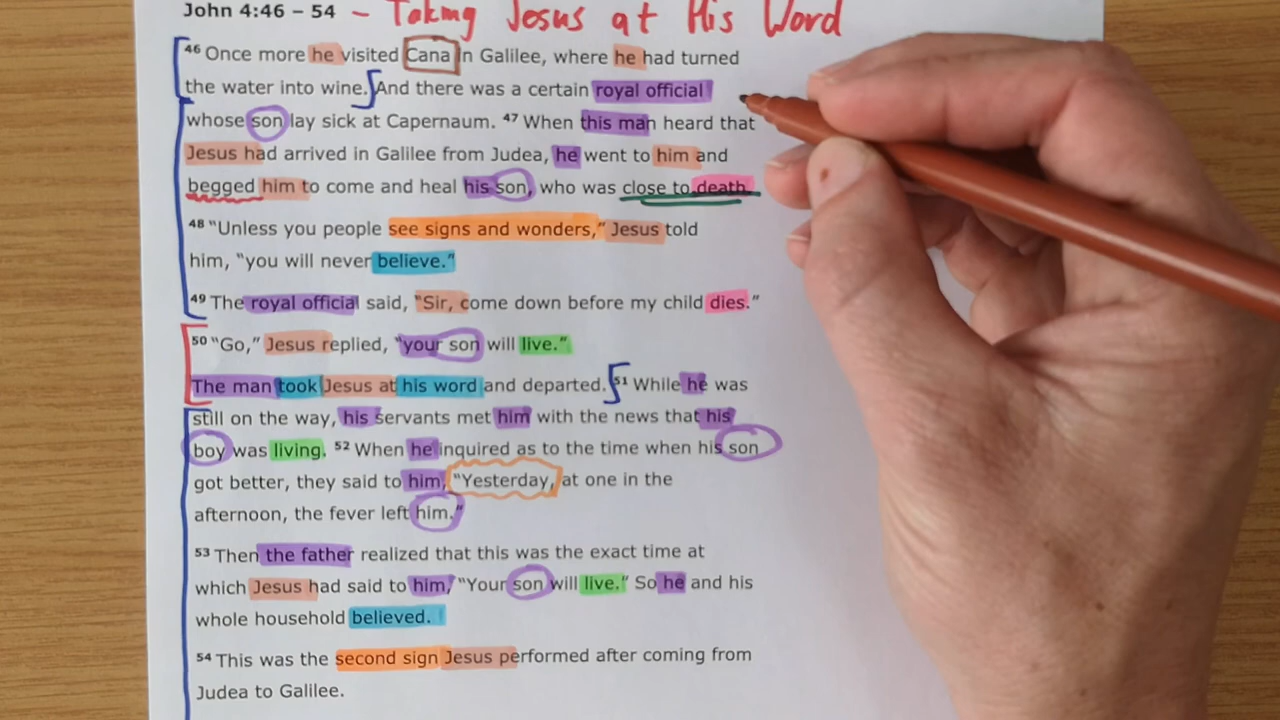 John 4:46 – 54 – Taking Jesus at His Word
46 Once more he visited Cana in Galilee, where he had turned
the water into wine. And there was a certain royal official
whose son lay sick at Capernaum. 47 When this man heard that
Jesus had arrived in Galilee from Judea, he went to him and
begged him to come and heal his son, who was close to death.
48 “Unless you people see signs and wonders,” Jesus told
him, “you will never believe.”
49 The royal official said, “Sir, come down before my child dies.”
50 “Go,” Jesus replied, “your son will live.”
The man took Jesus at his word and departed. 51 While he was
still on the way, his servants met him with the news that his
boy was living. 52 When he inquired as to the time when his son
got better, they said to him, “Yesterday, at one in the
afternoon, the fever left him.”
53 Then the father realized that this was the exact time at
which Jesus had said to him, “Your son will live.” So he and his
whole household believed.
54 This was the second sign Jesus performed after coming from
Judea to Galilee.